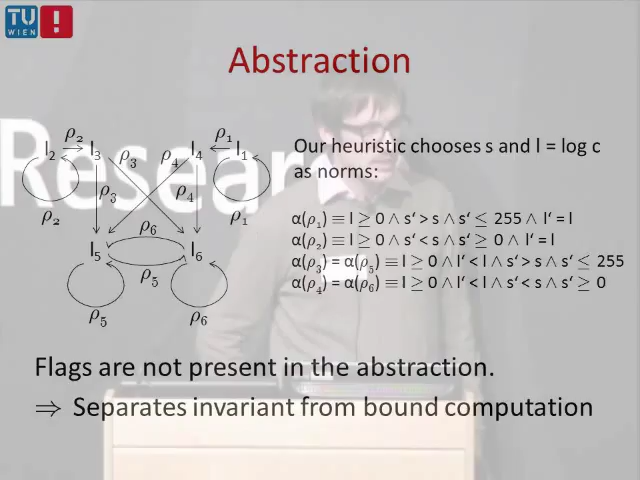 TU
WIEN
!
Abstraction
Resear
ρ₂ ρ₁
l₂ l₃ ρ₃ ρ₄ l₄ l₁
ρ₃ ρ₄
ρ₂ ρ₁
ρ₆
l₅ l₆
ρ₅
ρ₅ ρ₆
Our heuristic chooses s and l = log c
as norms:
α(ρ₁) ≡ l ≥ 0 ∧ s‘ > s ∧ s‘ ≤ 255 ∧ l‘ = l
α(ρ₂) ≡ l ≥ 0 ∧ s‘ < s ∧ s‘ ≥ 0 ∧ l‘ = l
α(ρ₃) = α(ρ₅) ≡ l ≥ 0 ∧ l‘ < l ∧ s‘ > s ∧ s‘ ≤ 255
α(ρ₄) = α(ρ₆) ≡ l ≥ 0 ∧ l‘ < l ∧ s‘ < s ∧ s‘ ≥ 0
Flags are not present in the abstraction.
⇒ Separates invariant from bound computation